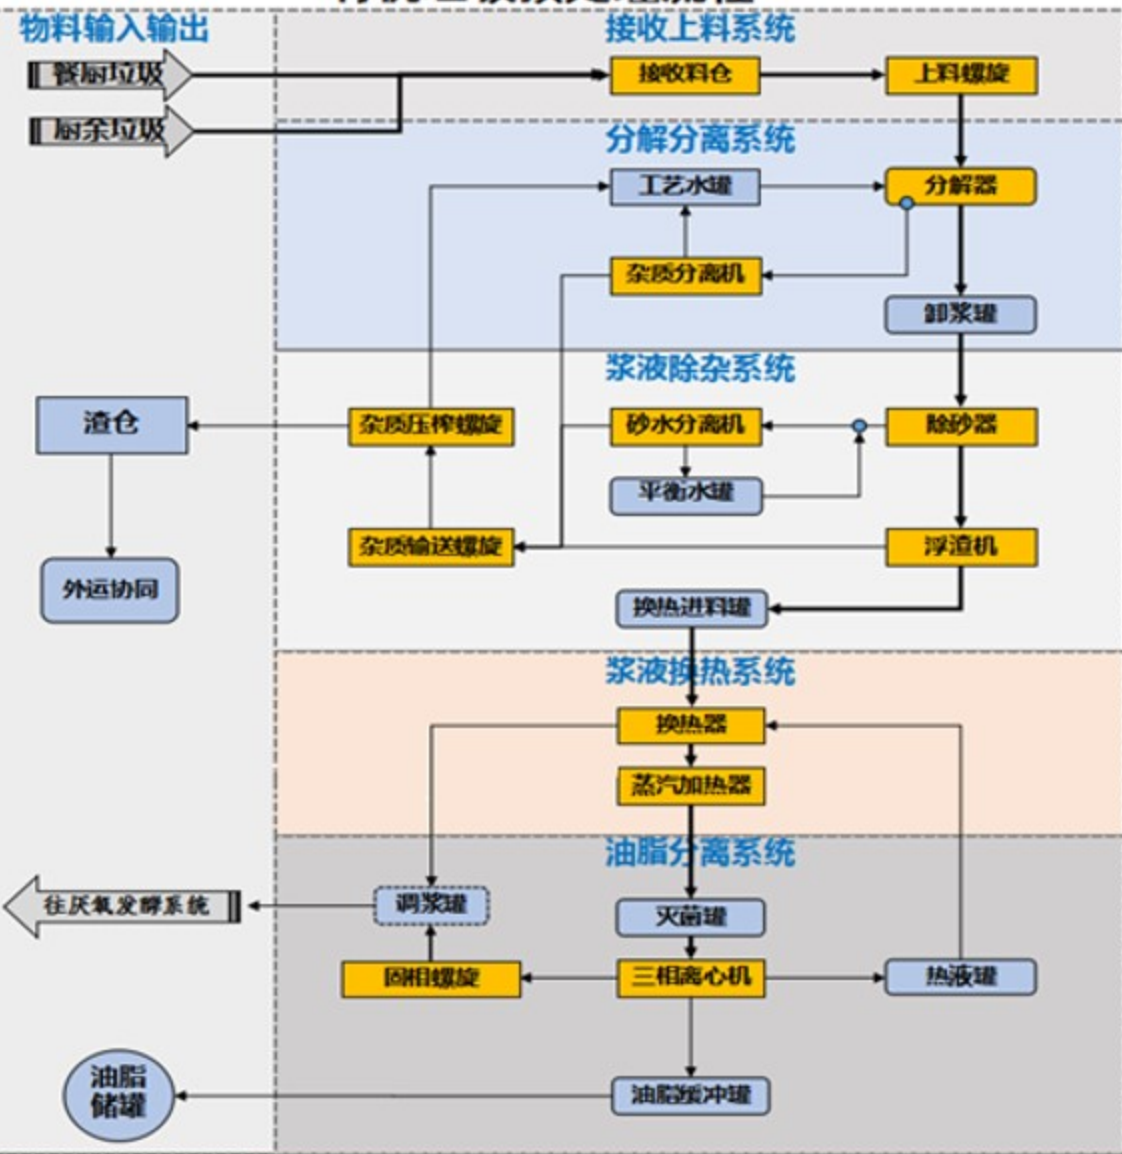 物料输入输出
接收上料系统
餐厨垃圾
接收料仓
上料螺旋
厨余垃圾
分解分离系统
工艺水罐
分解器
杂质分离机
卸浆罐
浆液除杂系统
渣仓
杂质压榨螺旋
砂水分离机
除砂器
平衡水罐
杂质输送螺旋
浮渣机
外运协同
换热进料罐
浆液换热系统
换热器
蒸汽加热器
油脂分离系统
往厌氧发酵系统
调浆罐
灭菌罐
固相螺旋
三相离心机
热液罐
油脂
储罐
油脂缓冲罐